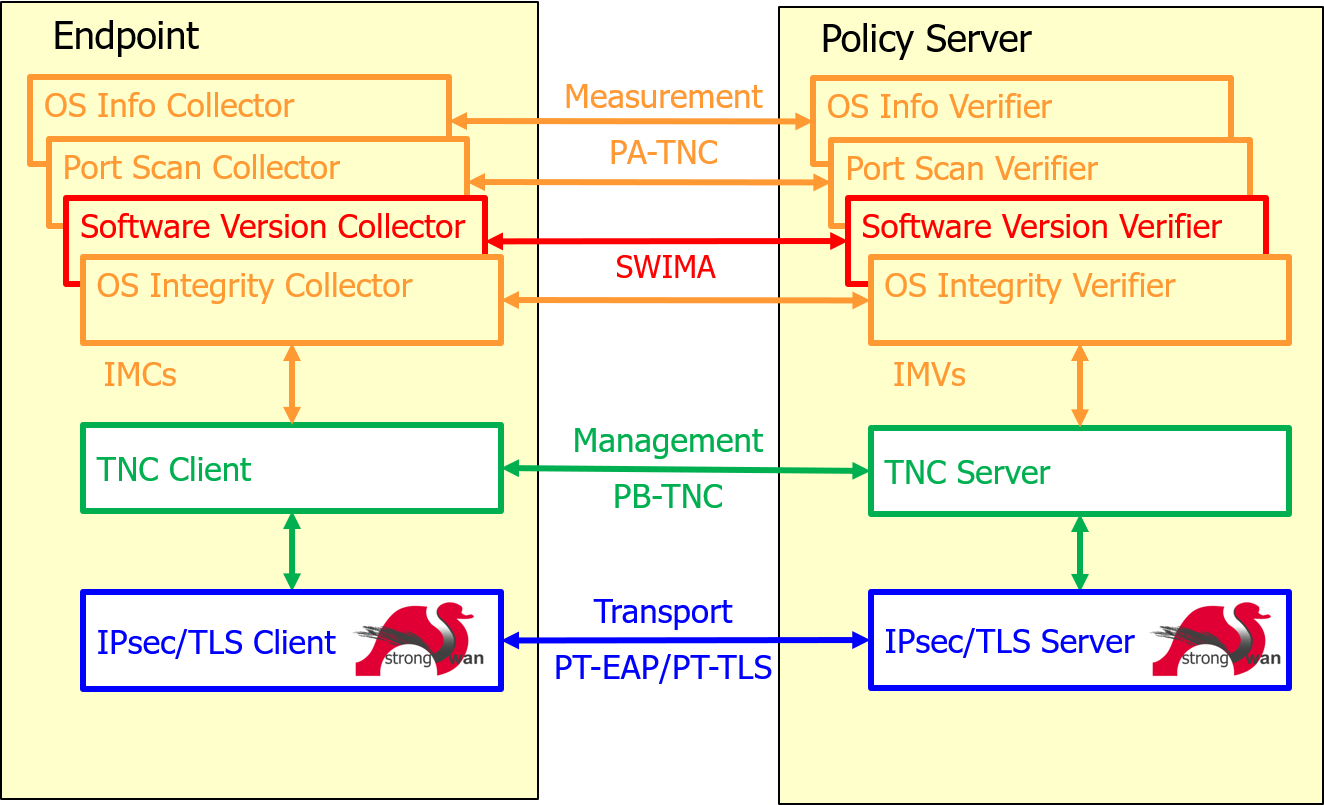 Endpoint
OS Info Collector
Port Scan Collector
Software Version Collector
OS Integrity Collector
IMCs
TNC Client
IPsec/TLS Client
strongSwan
Measurement
PA-TNC
SWIMA
Management
PB-TNC
Transport
PT-EAP/PT-TLS
Policy Server
OS Info Verifier
Port Scan Verifier
Software Version Verifier
OS Integrity Verifier
IMVs
TNC Server
IPsec/TLS Server
strongSwan